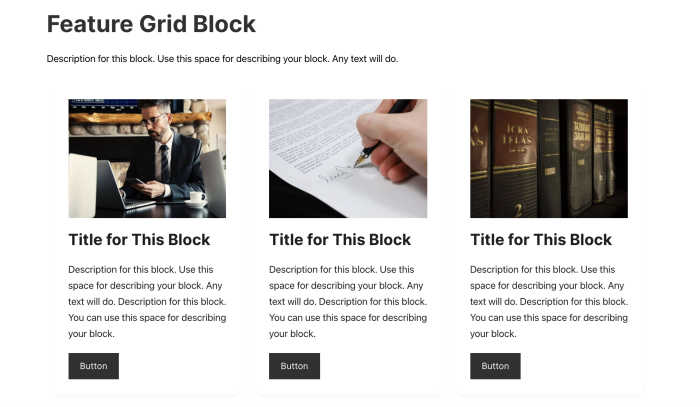 Feature Grid Block
Description for this block. Use this space for describing your block. Any text will do.
Title for This Block
Description for this block. Use this
space for describing your block. Any
text will do. Description for this block.
You can use this space for describing
your block.
Button
Title for This Block
Description for this block. Use this
space for describing your block. Any
text will do. Description for this block.
You can use this space for describing
your block.
Button
2
Title for This Block
Description for this block. Use this
space for describing your block. Any
text will do. Description for this block.
You can use this space for describing
your block.
Button